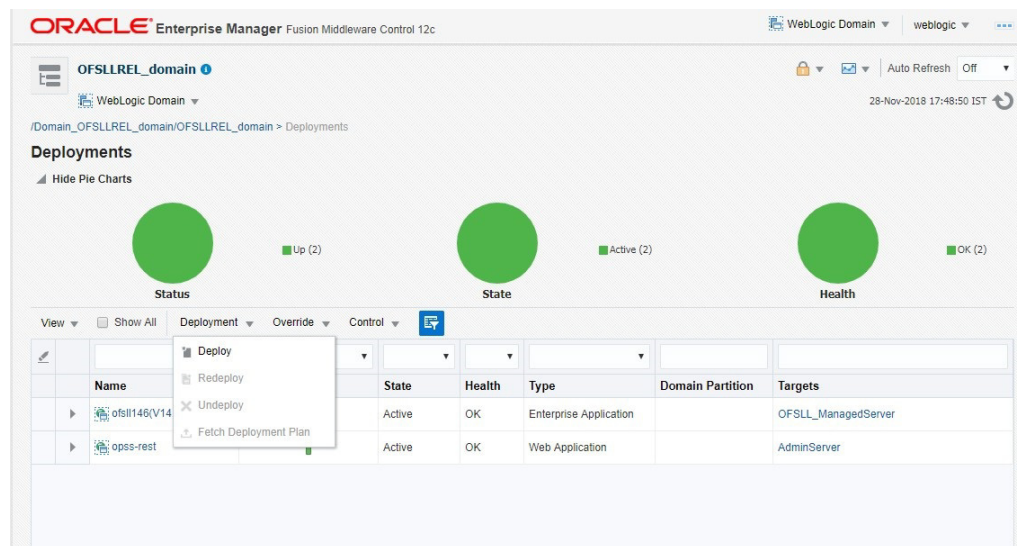 ORACLE Enterprise Manager Fusion Middleware Control 12c
WebLogic Domain weblogic
OFSLLREL_domain
Auto Refresh Off
WebLogic Domain
28-Nov-2018 17:48:50 IST
/Domain_OFSLLREL_domain/OFSLLREL_domain > Deployments
Deployments
Hide Pie Charts
Up (2)
Active (2)
OK (2)
Status State Health
View Show All Deployment Override Control
Deploy
Redeploy
Undeploy
Fetch Deployment Plan
Name State Health Type Domain Partition Targets
ofsll146(V14 Active OK Enterprise Application OFSLL_ManagedServer
opss-rest Active OK Web Application AdminServer